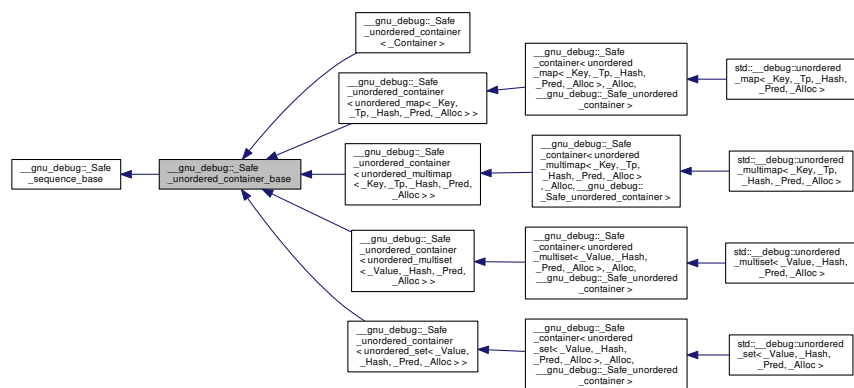 __gnu_debug::_Safe
_unordered_container
< _Container >
__gnu_debug::_Safe
_unordered_container
< unordered_map< _Key,
_Tp, _Hash, _Pred, _Alloc > >
__gnu_debug::_Safe
_container< unordered
_map< _Key, _Tp, _Hash,
_Pred, _Alloc >, _Alloc,
__gnu_debug::_Safe_unordered
_container >
std::__debug::unordered
_map< _Key, _Tp, _Hash,
_Pred, _Alloc >
__gnu_debug::_Safe
_sequence_base
__gnu_debug::_Safe
_unordered_container_base
__gnu_debug::_Safe
_unordered_container
< unordered_multimap
< _Key, _Tp, _Hash, _Pred,
_Alloc > >
__gnu_debug::_Safe
_container< unordered
_multimap< _Key, _Tp,
_Hash, _Pred, _Alloc >
, _Alloc, __gnu_debug::
_Safe_unordered_container >
std::__debug::unordered
_multimap< _Key, _Tp,
_Hash, _Pred, _Alloc >
__gnu_debug::_Safe
_unordered_container
< unordered_multiset
< _Value, _Hash, _Pred,
_Alloc > >
__gnu_debug::_Safe
_container< unordered
_multiset< _Value, _Hash,
_Pred, _Alloc >, _Alloc,
__gnu_debug::_Safe_unordered
_container >
std::__debug::unordered
_multiset< _Value, _Hash,
_Pred, _Alloc >
__gnu_debug::_Safe
_unordered_container
< unordered_set< _Value,
_Hash, _Pred, _Alloc > >
__gnu_debug::_Safe
_container< unordered
_set< _Value, _Hash,
_Pred, _Alloc >, _Alloc,
__gnu_debug::_Safe_unordered
_container >
std::__debug::unordered
_set< _Value, _Hash,
_Pred, _Alloc >